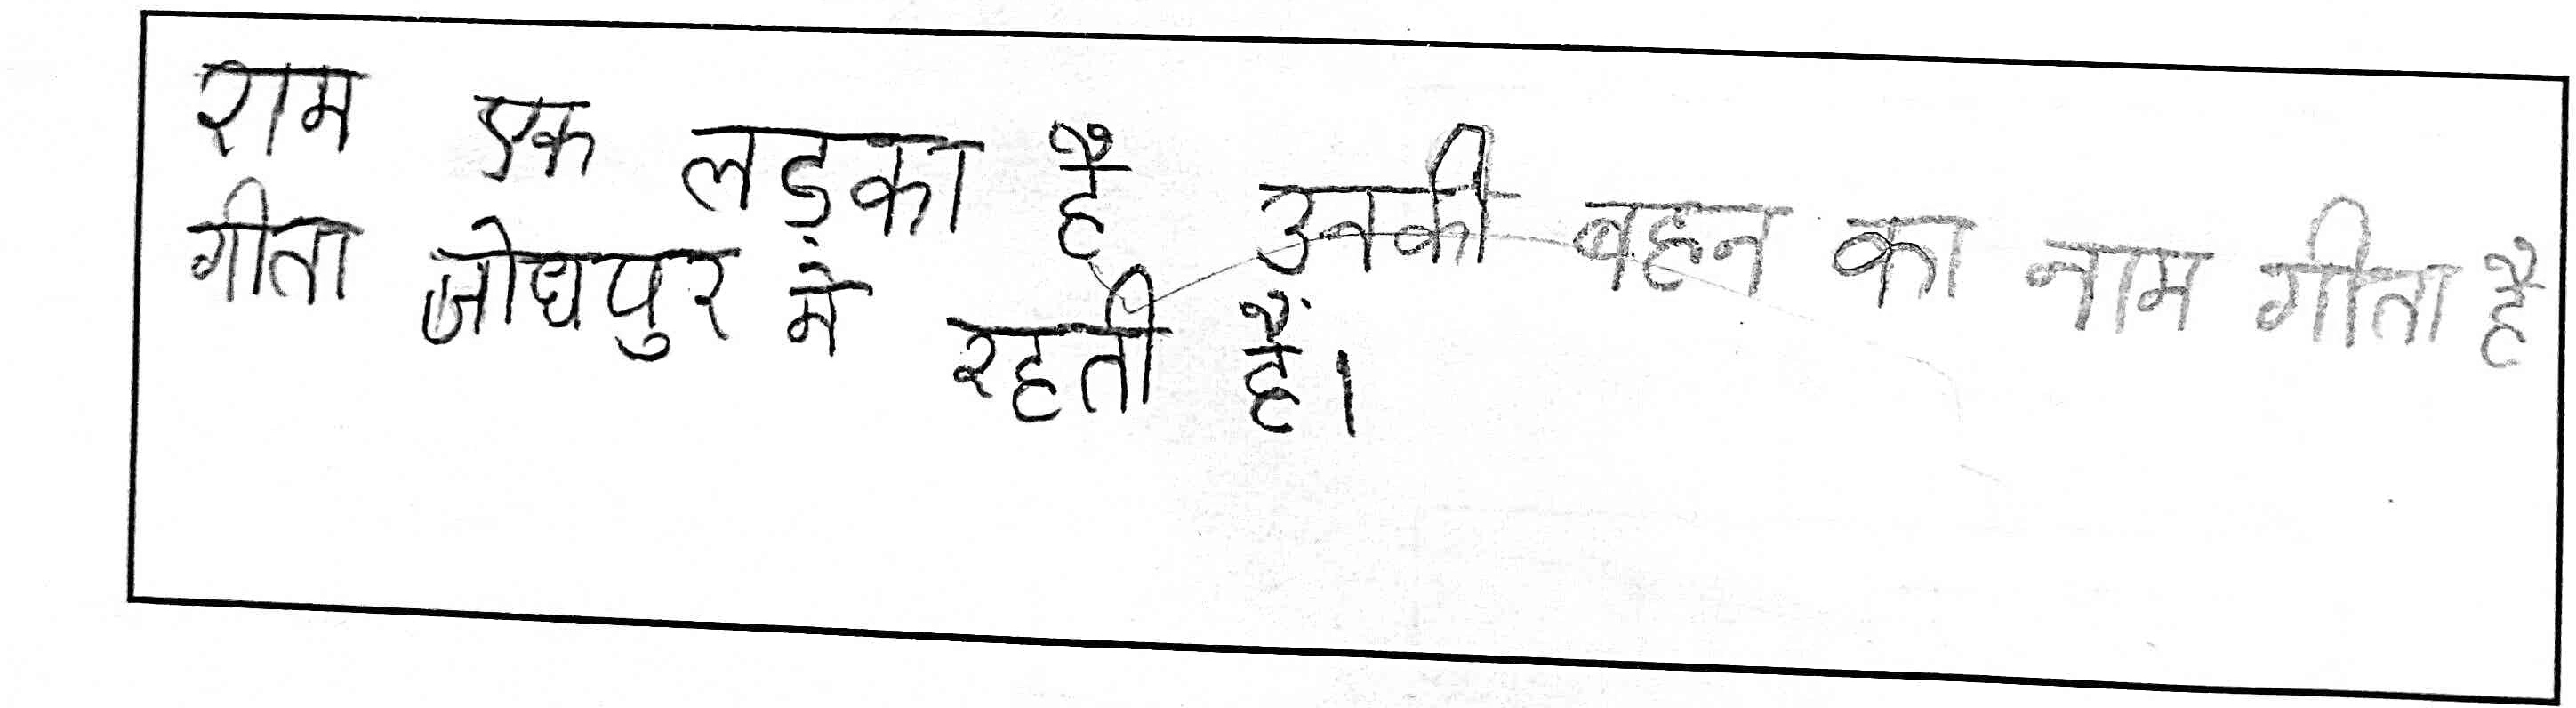 राम एक लड़का है उनकी बहन का नाम गीता है
गीता जोधपुर में रहती हैं।